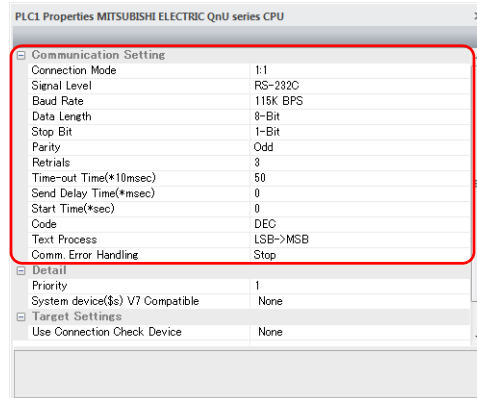 PLC1 Properties MITSUBISHI ELECTRIC QnU series CPU
Communication Setting
Connection Mode 1:1
Signal Level RS-232C
Baud Rate 115K BPS
Data Length 8-Bit
Stop Bit 1-Bit
Parity Odd
Retrials 3
Time-out Time(*10msec) 50
Send Delay Time(*msec) 0
Start Time(*sec) 0
Code DEC
Text Process LSB->MSB
Comm. Error Handling Stop
Detail
Priority 1
System device($s) V7 Compatible None
Target Settings
Use Connection Check Device None